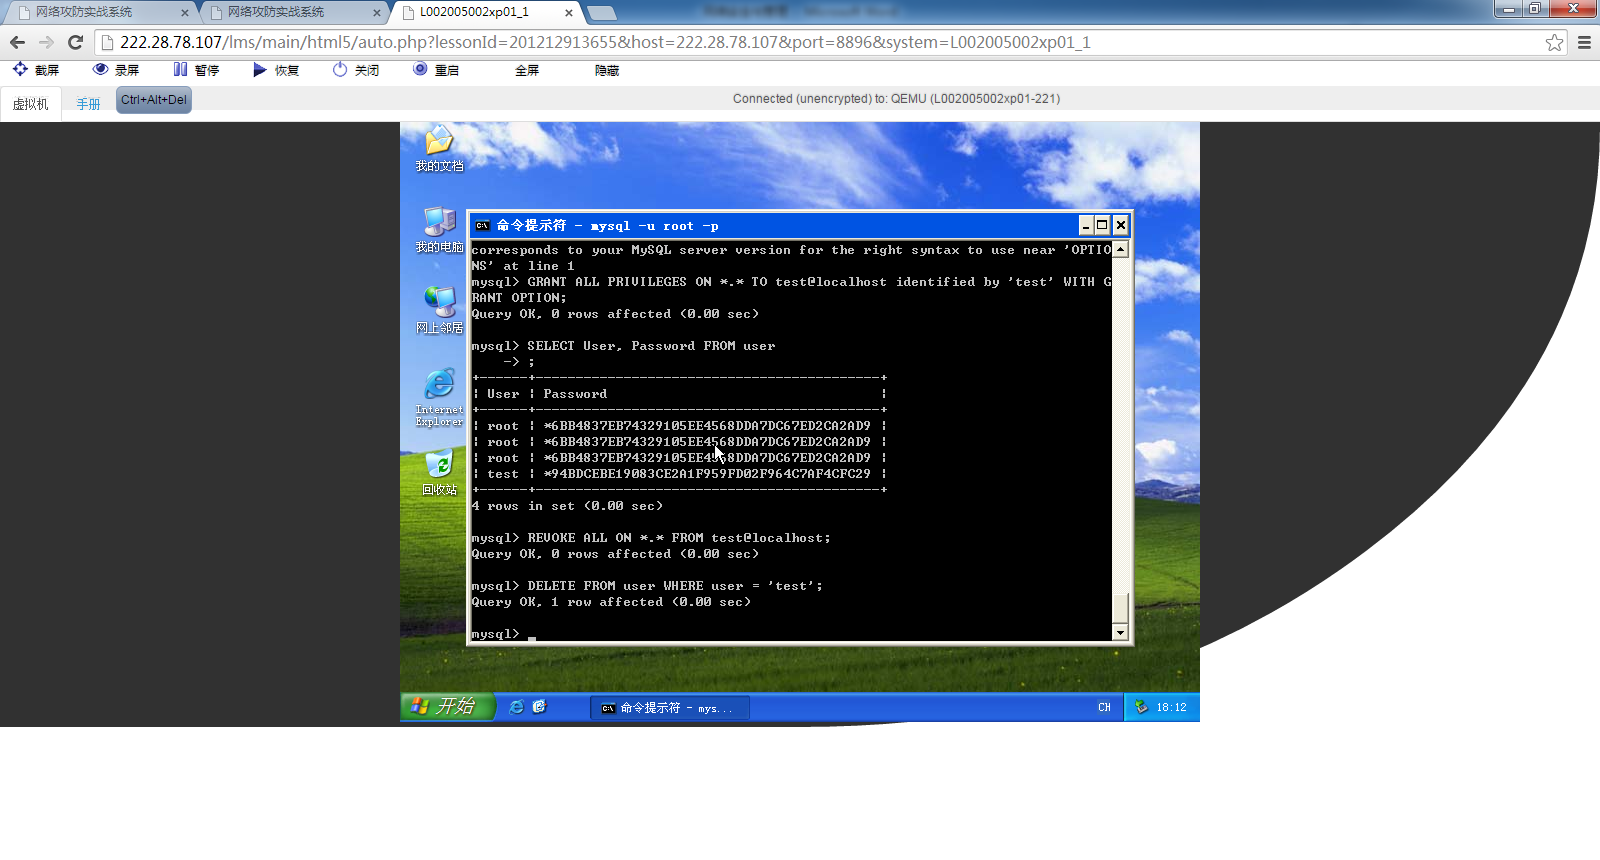 网络攻防实战系统
网络攻防实战系统
L002005002xp01_1
222.28.78.107/lms/main/html5/auto.php?lessonId=201212913655&host=222.28.78.107&port=8896&system=L002005002xp01_1
截屏 录屏 暂停 恢复 关闭 重启 全屏 隐藏
虚拟机 手册 Ctrl+Alt+Del Connected (unencrypted) to: QEMU (L002005002xp01-221)
我的文档
我的电脑
网上邻居
Internet
Explorer
回收站
命令提示符 - mysql -u root -p
corresponds to your MySQL server version for the right syntax to use near 'OPTIO
NS' at line 1
mysql> GRANT ALL PRIVILEGES ON *.* TO test@localhost identified by 'test' WITH G
RANT OPTION;
Query OK, 0 rows affected (0.00 sec)
mysql> SELECT User, Password FROM user
    -> ;
+------+-------------------------------------------+
| User | Password                                  |
+------+-------------------------------------------+
| root | *6BB4837EB74329105EE4568DDA7DC67ED2CA2AD9 |
| root | *6BB4837EB74329105EE4568DDA7DC67ED2CA2AD9 |
| root | *6BB4837EB74329105EE4568DDA7DC67ED2CA2AD9 |
| test | *94BDCEBE19083CE2A1F959FD02F964C7AF4CFC29 |
+------+-------------------------------------------+
4 rows in set (0.00 sec)
mysql> REVOKE ALL ON *.* FROM test@localhost;
Query OK, 0 rows affected (0.00 sec)
mysql> DELETE FROM user WHERE user = 'test';
Query OK, 1 row affected (0.00 sec)
mysql> _
开始 命令提示符 - mys... CH 18:12